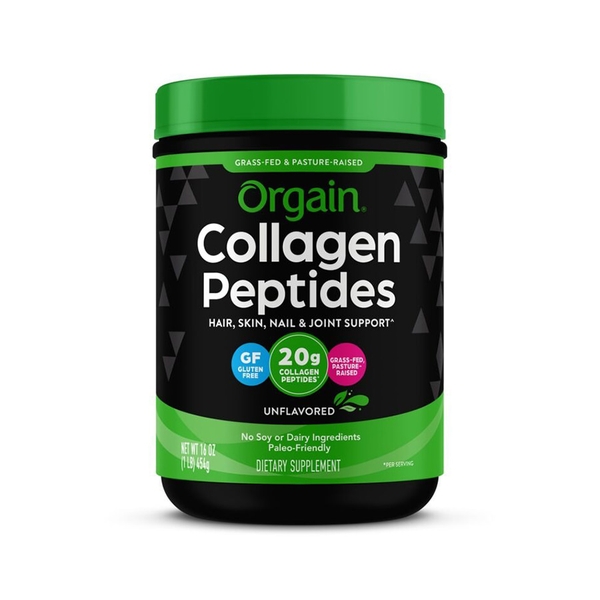 GRASS-FED & PASTURE-RAISED
Orgain®
Collagen
Peptides
HAIR, SKIN, NAIL & JOINT SUPPORT^
GF
GLUTEN
FREE
20g
COLLAGEN
PEPTIDES*
GRASS-FED,
PASTURE-
RAISED
UNFLAVORED
No Soy or Dairy Ingredients
Paleo-Friendly
NET WT 16 OZ
(1 LB) 454g
DIETARY SUPPLEMENT
*PER SERVING